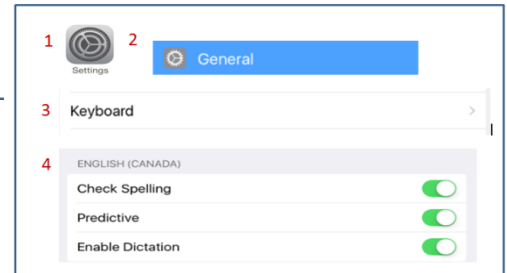 1 2
Settings
General
3 Keyboard
4 ENGLISH (CANADA)
Check Spelling
Predictive
Enable Dictation